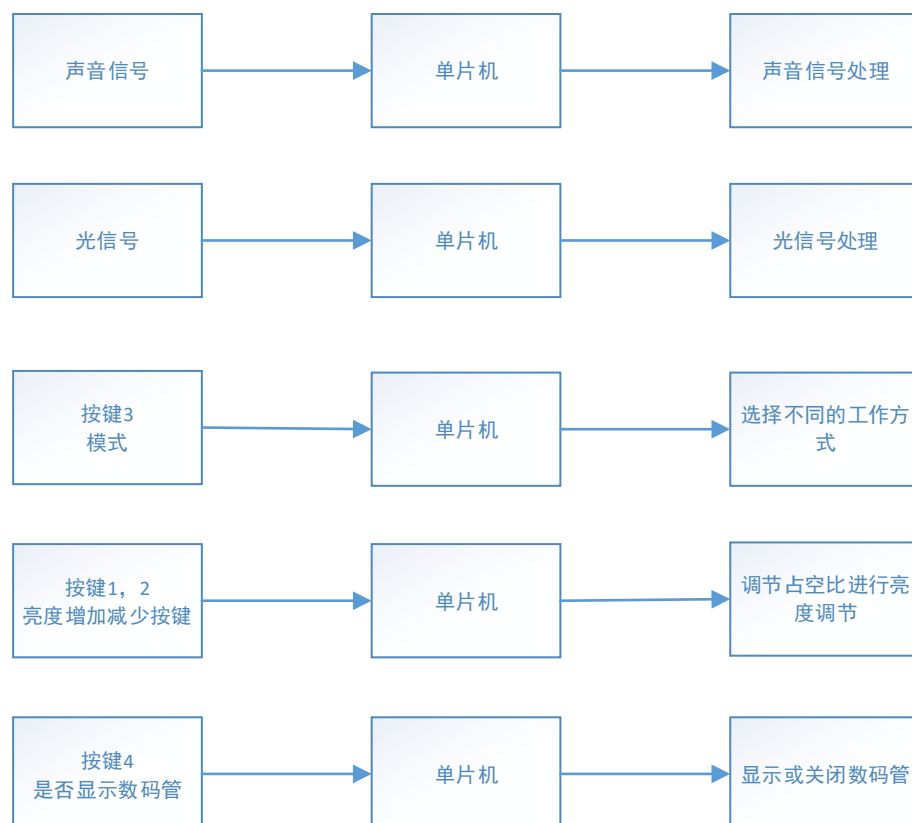 声音信号
单片机
声音信号处理
光信号
单片机
光信号处理
按键3
模式
单片机
选择不同的工作方
式
按键1，2
亮度增加减少按键
单片机
调节占空比进行亮
度调节
按键4
是否显示数码管
单片机
显示或关闭数码管